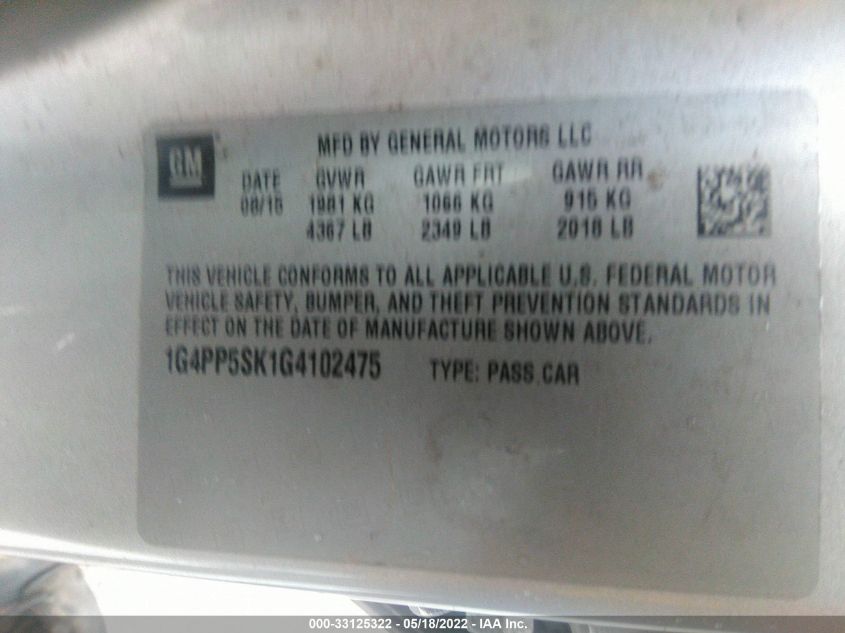 GM
MFD BY GENERAL MOTORS LLC
DATE GVWR GAWR FRT GAWR RR
08/15 1981 KG 1066 KG 915 KG
4367 LB 2349 LB 2018 LB
THIS VEHICLE CONFORMS TO ALL APPLICABLE U.S. FEDERAL MOTOR
VEHICLE SAFETY, BUMPER, AND THEFT PREVENTION STANDARDS IN
EFFECT ON THE DATE OF MANUFACTURE SHOWN ABOVE.
1G4PP5SK1G4102475 TYPE: PASS CAR
000-33125322 - 05/18/2022 - IAA Inc.